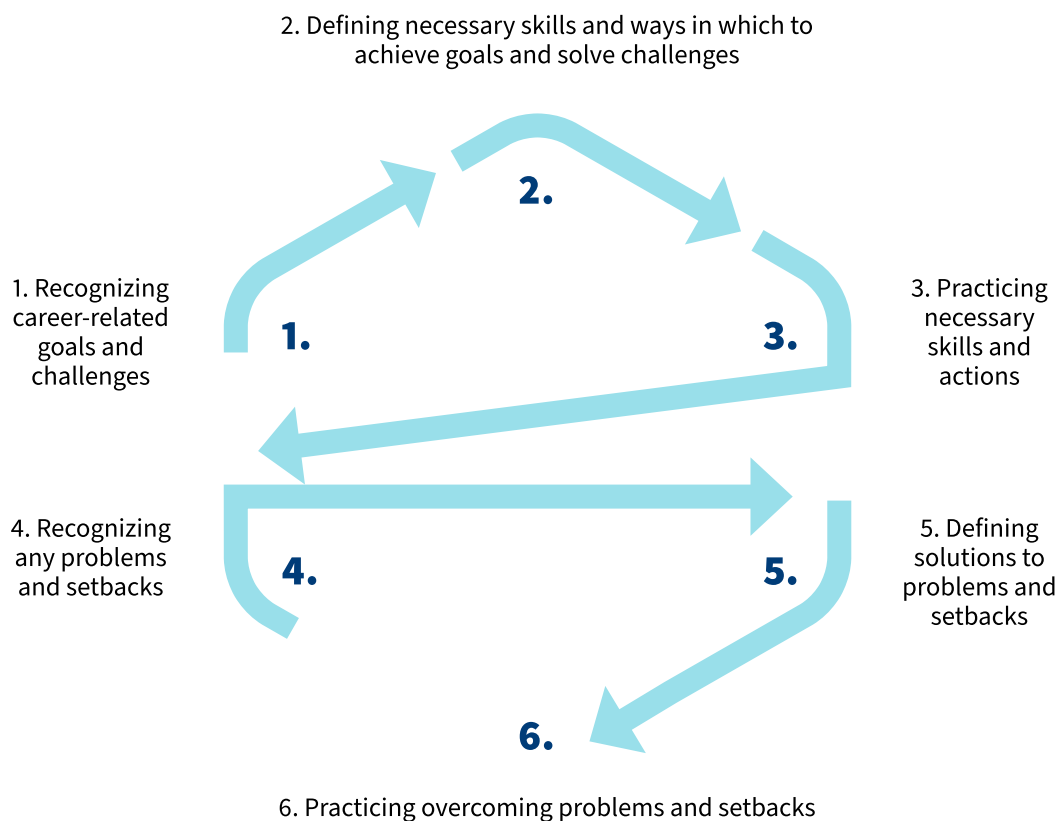 2. Defining necessary skills and ways in which to
achieve goals and solve challenges
2.
1. Recognizing
career-related
goals and
challenges
1.
3.
3. Practicing
necessary
skills and
actions
4. Recognizing
any problems
and setbacks
4.
5.
5. Defining
solutions to
problems and
setbacks
6.
6. Practicing overcoming problems and setbacks